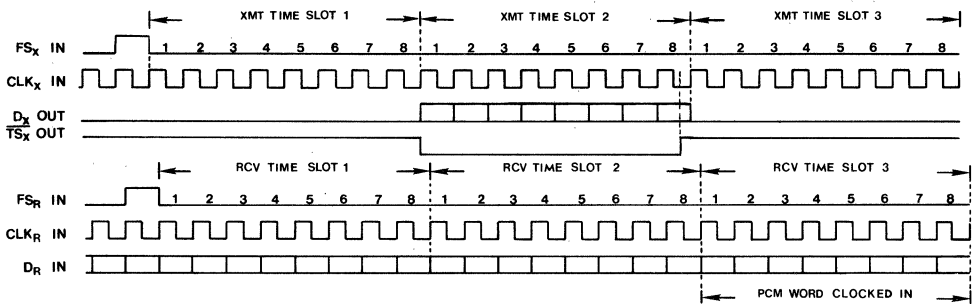 XMT TIME SLOT 1 XMT TIME SLOT 2 XMT TIME SLOT 3
FSX IN 1 2 3 4 5 6 7 8 1 2 3 4 5 6 7 8 1 2 3 4 5 6 7 8
CLKX IN
DX OUT
TSX OUT
RCV TIME SLOT 1 RCV TIME SLOT 2 RCV TIME SLOT 3
FSR IN 1 2 3 4 5 6 7 8 1 2 3 4 5 6 7 8 1 2 3 4 5 6 7 8
CLKR IN
DR IN
PCM WORD CLOCKED IN